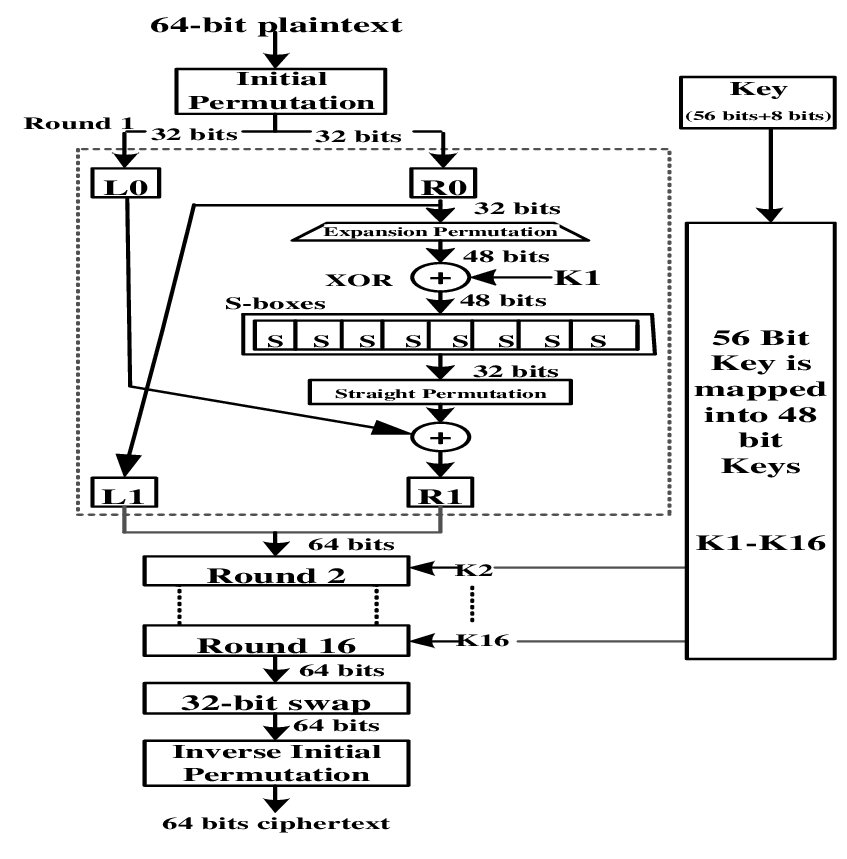 64-bit plaintext
Initial
Permutation
Key
(56 bits+8 bits)
Round 1
32 bits
32 bits
L0
R0
32 bits
Expansion Permutation
48 bits
XOR
+
K1
S-boxes
48 bits
S S S S S S S S
32 bits
Straight Permutation
+
L1
R1
56 Bit
Key is
mapped
into 48
bit
Keys
K1-K16
64 bits
Round 2
K2
Round 16
K16
64 bits
32-bit swap
64 bits
Inverse Initial
Permutation
64 bits ciphertext